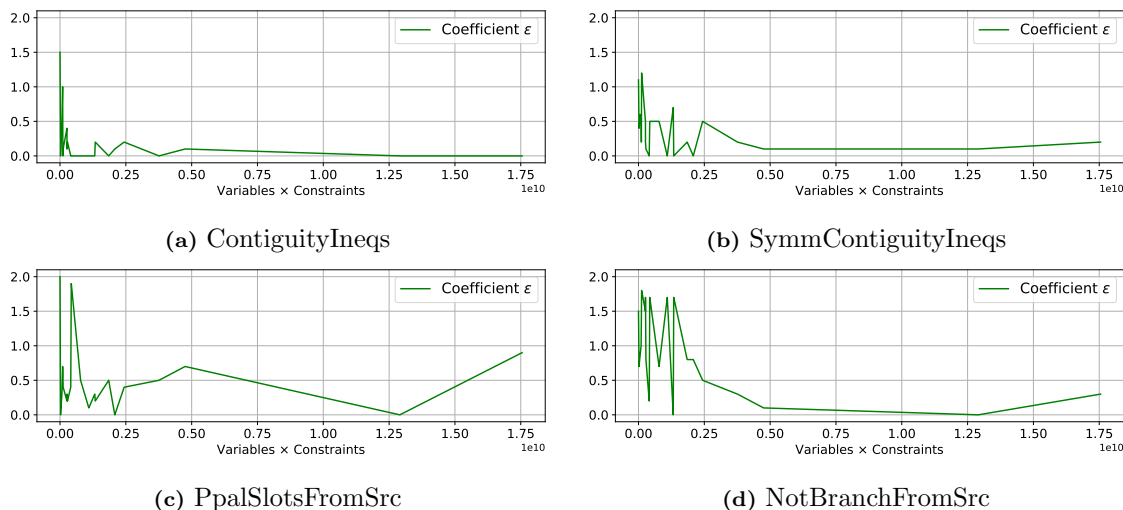 2.0
1.5
1.0
0.5
0.0
Coefficient ε
0.00 0.25 0.50 0.75 1.00 1.25 1.50 1.75
Variables × Constraints
1e10
(a) ContiguityIneqs
2.0
1.5
1.0
0.5
0.0
Coefficient ε
0.00 0.25 0.50 0.75 1.00 1.25 1.50 1.75
Variables × Constraints
1e10
(b) SymmContiguityIneqs
2.0
1.5
1.0
0.5
0.0
Coefficient ε
0.00 0.25 0.50 0.75 1.00 1.25 1.50 1.75
Variables × Constraints
1e10
(c) PpalSlotsFromSrc
2.0
1.5
1.0
0.5
0.0
Coefficient ε
0.00 0.25 0.50 0.75 1.00 1.25 1.50 1.75
Variables × Constraints
1e10
(d) NotBranchFromSrc